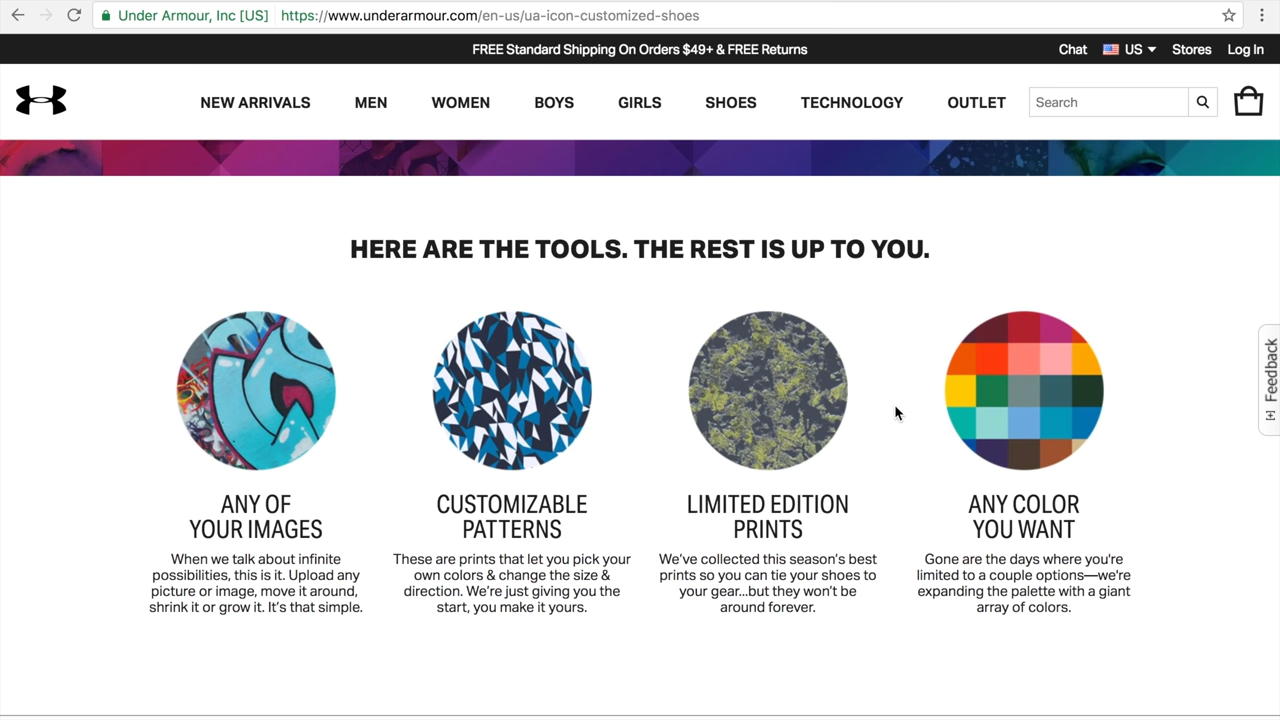 Under Armour, Inc [US] https://www.underarmour.com/en-us/ua-icon-customized-shoes
FREE Standard Shipping On Orders $49+ & FREE Returns
Chat US Stores Log In
NEW ARRIVALS MEN WOMEN BOYS GIRLS SHOES TECHNOLOGY OUTLET Search
HERE ARE THE TOOLS. THE REST IS UP TO YOU.
[+] Feedback
ANY OF
YOUR IMAGES
When we talk about infinite
possibilities, this is it. Upload any
picture or image, move it around,
shrink it or grow it. It's that simple.
CUSTOMIZABLE
PATTERNS
These are prints that let you pick your
own colors & change the size &
direction. We're just giving you the
start, you make it yours.
LIMITED EDITION
PRINTS
We've collected this season's best
prints so you can tie your shoes to
your gear...but they won't be
around forever.
ANY COLOR
YOU WANT
Gone are the days where you're
limited to a couple options—we're
expanding the palette with a giant
array of colors.